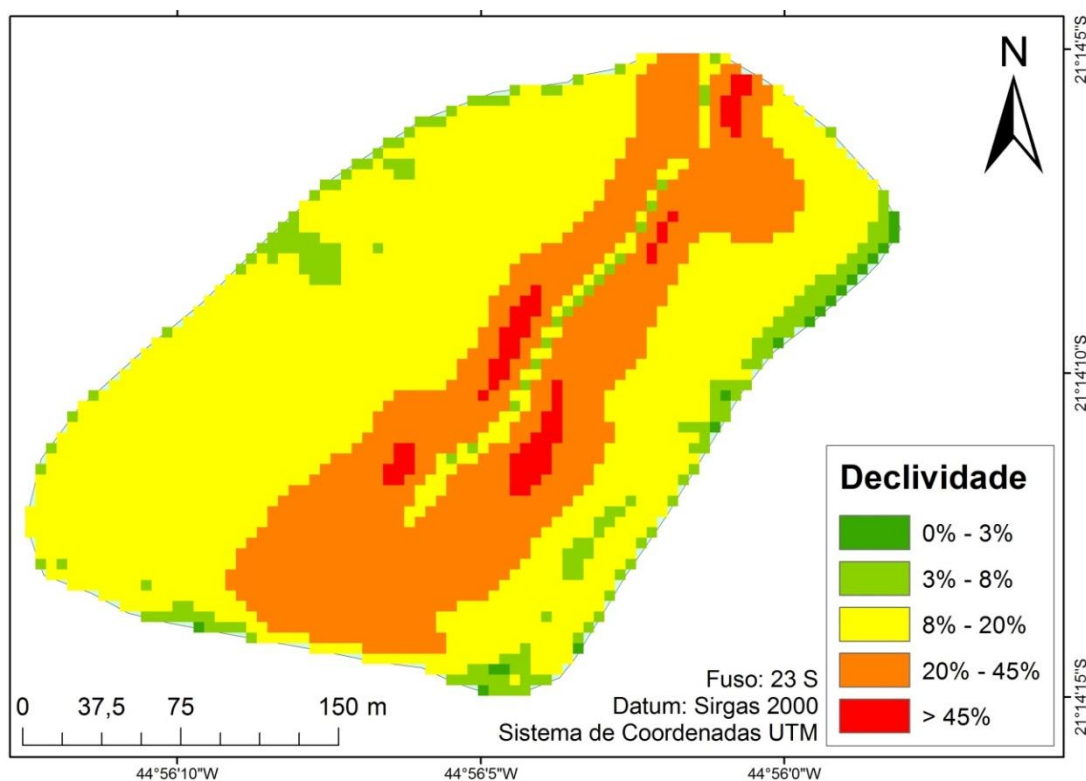 N
21°14'5"S
21°14'10"S
Declividade
0% - 3%
3% - 8%
8% - 20%
20% - 45%
> 45%
21°14'15"S
Fuso: 23 S
Datum: Sirgas 2000
Sistema de Coordenadas UTM
0 37,5 75 150 m
44°56'10"W 44°56'5"W 44°56'0"W